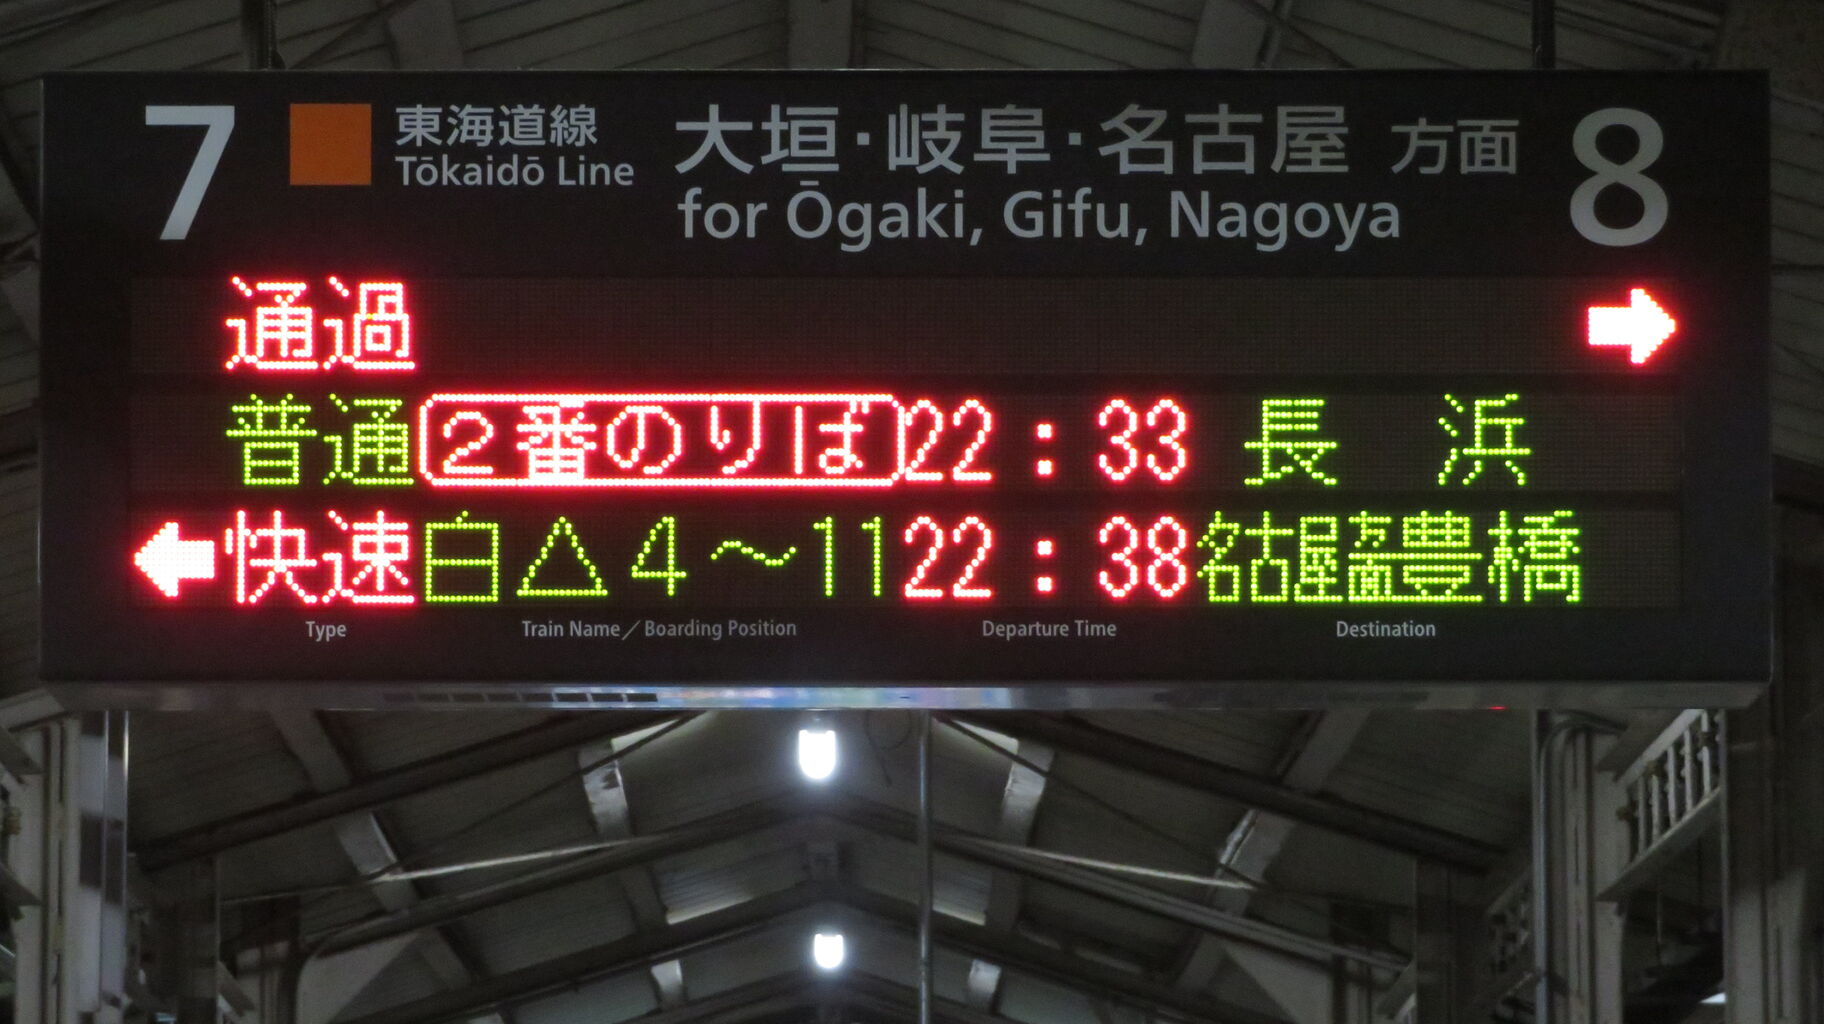 7 東海道線 大垣・岐阜・名古屋 方面 8
Tōkaidō Line for Ōgaki, Gifu, Nagoya
通過 →
普通 2番のりば 22:33 長 浜
← 快速 白△4～11 22:38 名古屋方面豊橋
Type Train Name／Boarding Position Departure Time Destination